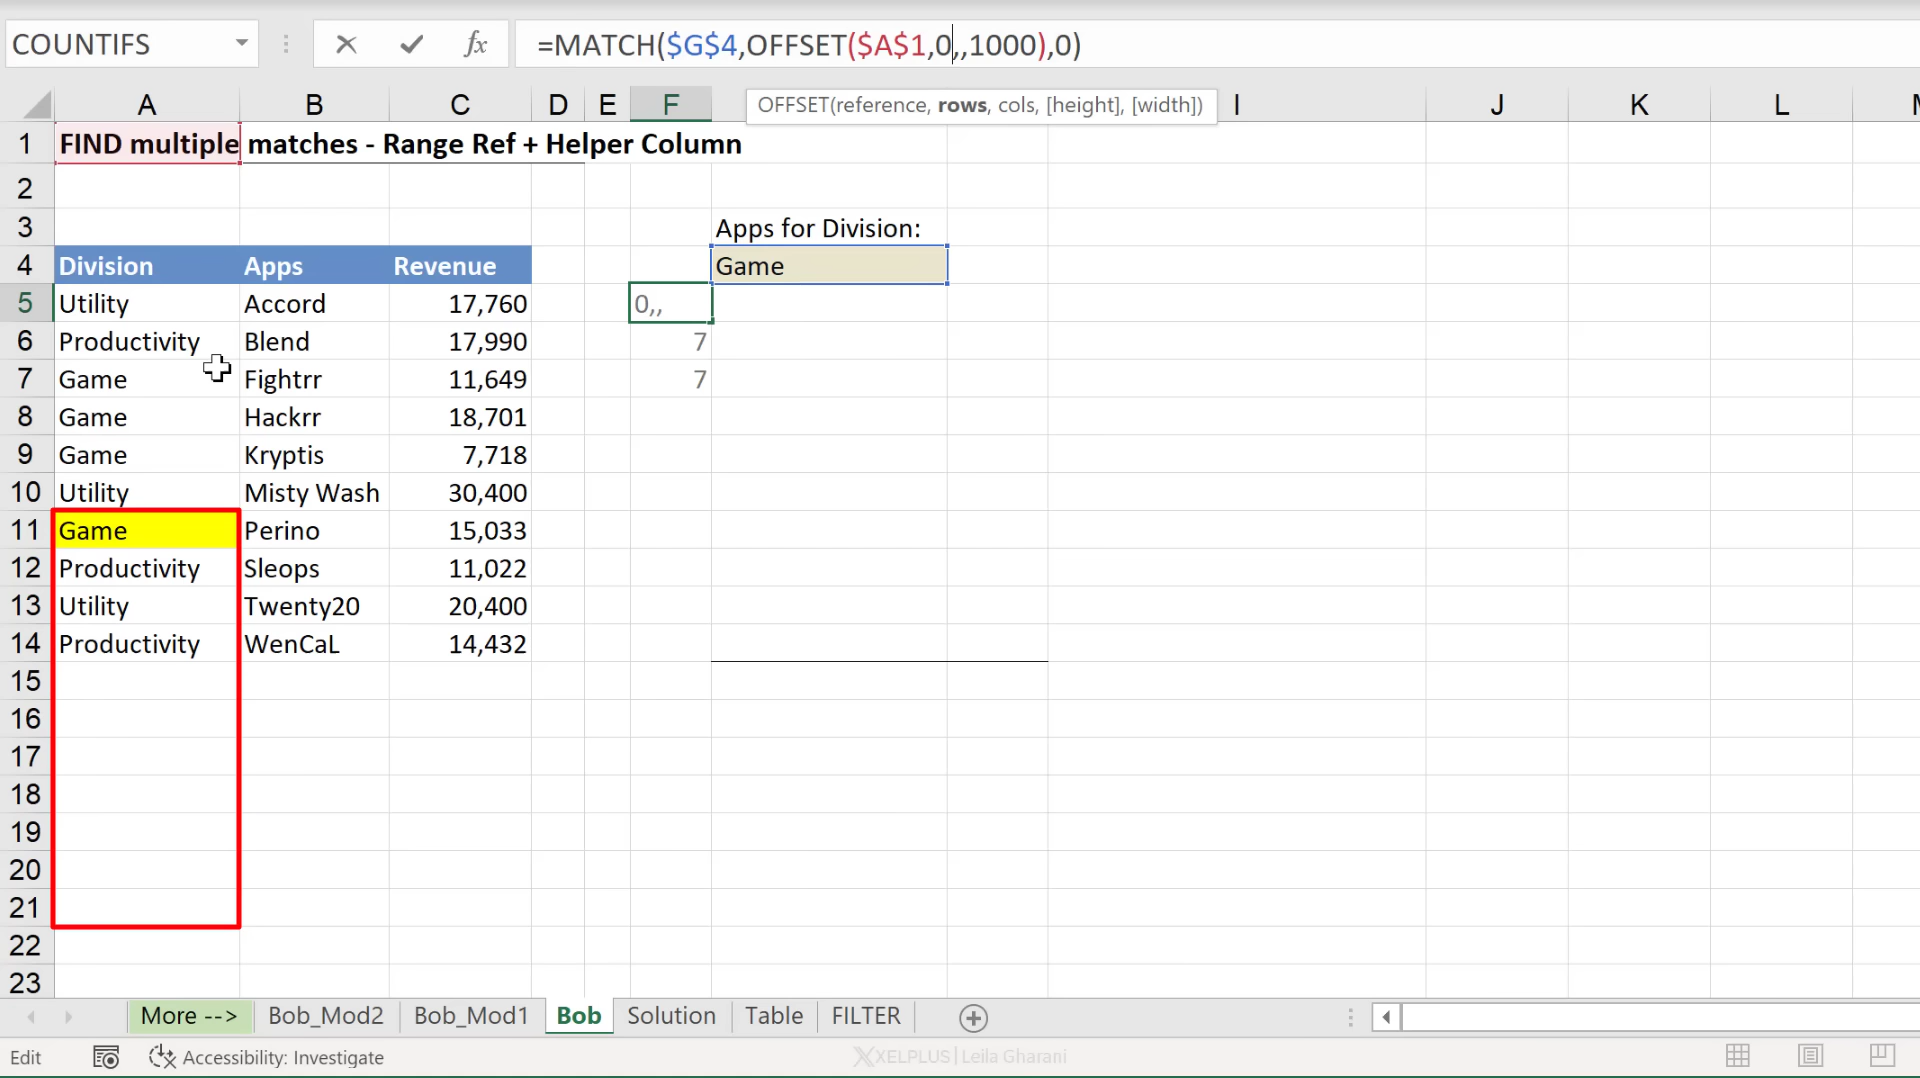 COUNTIFS fx =MATCH($G$4,OFFSET($A$1,0,,1000),0)
A B C D E F I J K L M
OFFSET(reference, rows, cols, [height], [width])
1 FIND multiple matches - Range Ref + Helper Column
2
3 Apps for Division:
4 Division Apps Revenue Game
5 Utility Accord 17,760 0,,
6 Productivity Blend 17,990 7
7 Game Fightrr 11,649 7
8 Game Hackrr 18,701
9 Game Kryptis 7,718
10 Utility Misty Wash 30,400
11 Game Perino 15,033
12 Productivity Sleops 11,022
13 Utility Twenty20 20,400
14 Productivity WenCaL 14,432
15
16
17
18
19
20
21
22
23
More --> Bob_Mod2 Bob_Mod1 Bob Solution Table FILTER
Edit Accessibility: Investigate XELPLUS | Leila Gharani